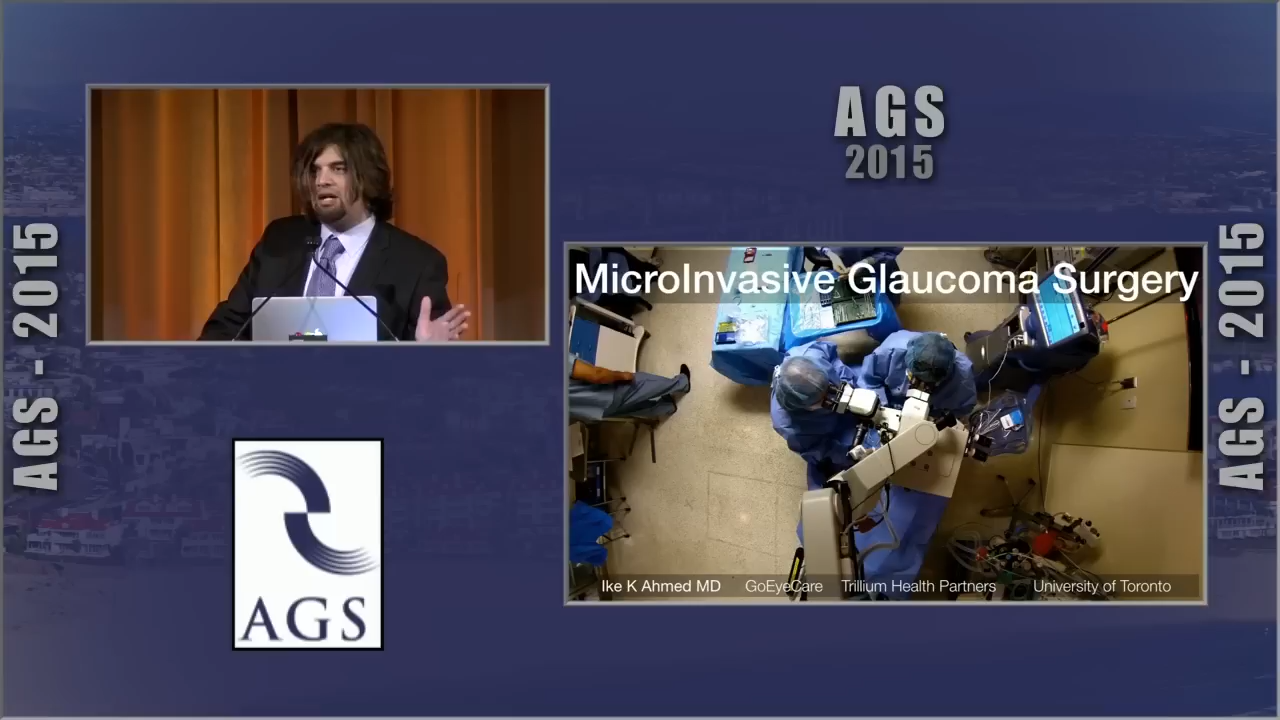 AGS
2015
AGS - 2015
MicroInvasive Glaucoma Surgery
Ike K Ahmed MD GoEyeCare Trillium Health Partners University of Toronto
AGS
AGS - 2015